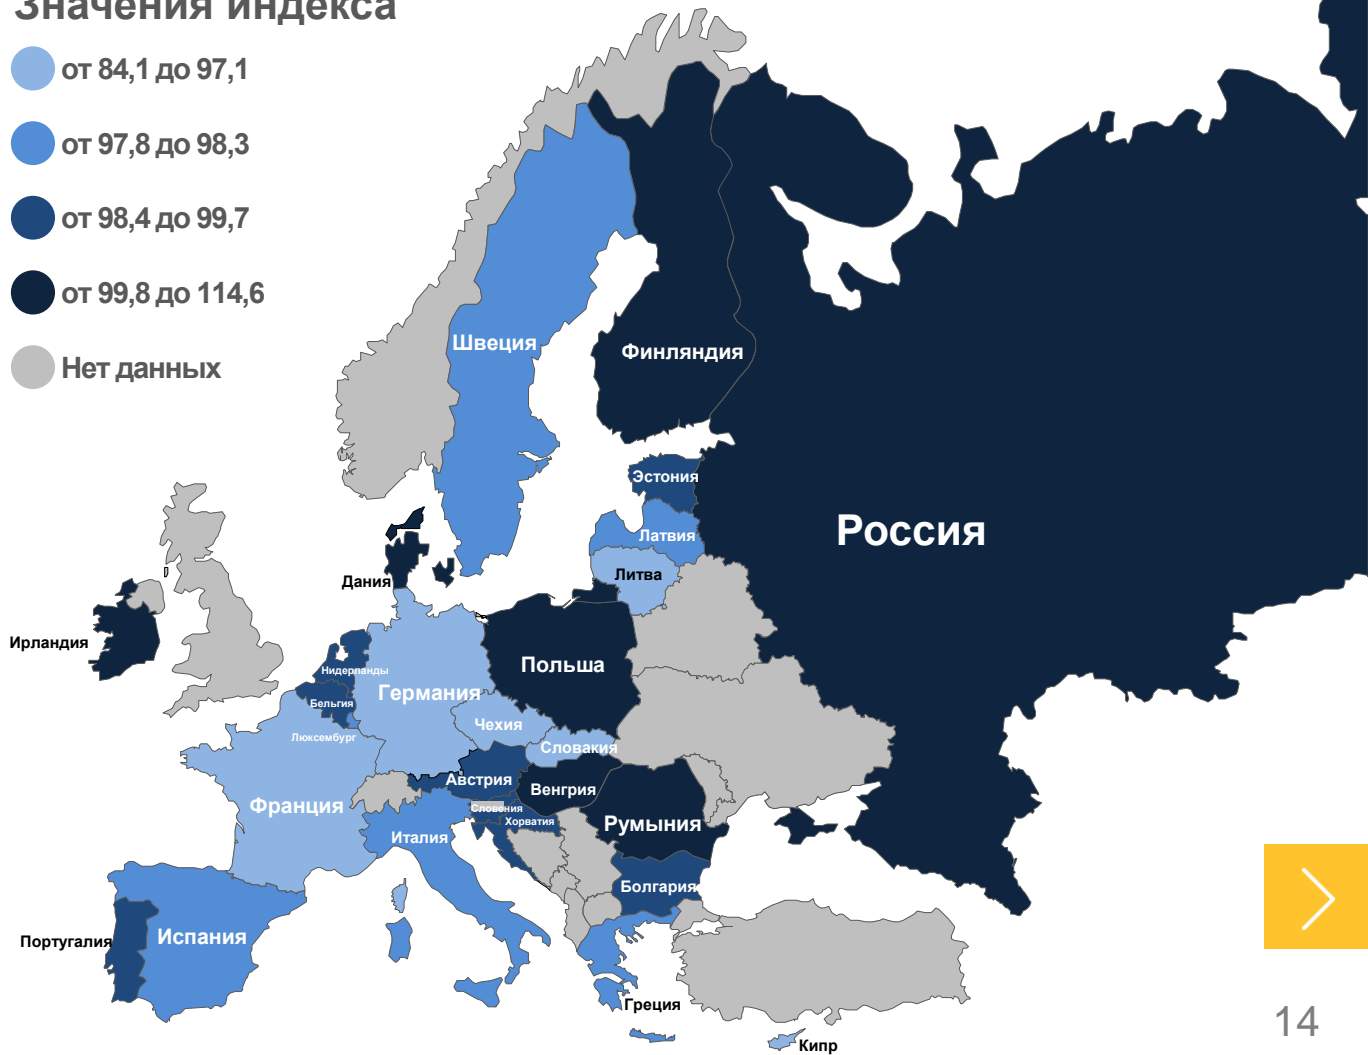 Значения индекса
от 84,1 до 97,1
от 97,8 до 98,3
от 98,4 до 99,7
от 99,8 до 114,6
Нет данных
Швеция
Финляндия
Эстония
Россия
Латвия
Литва
Дания
Ирландия
Польша
Нидерланды
Германия
Бельгия
Чехия
Люксембург
Словакия
Австрия
Венгрия
Франция
Словения
Хорватия
Румыния
Италия
Болгария
Испания
Португалия
Греция
Кипр
14